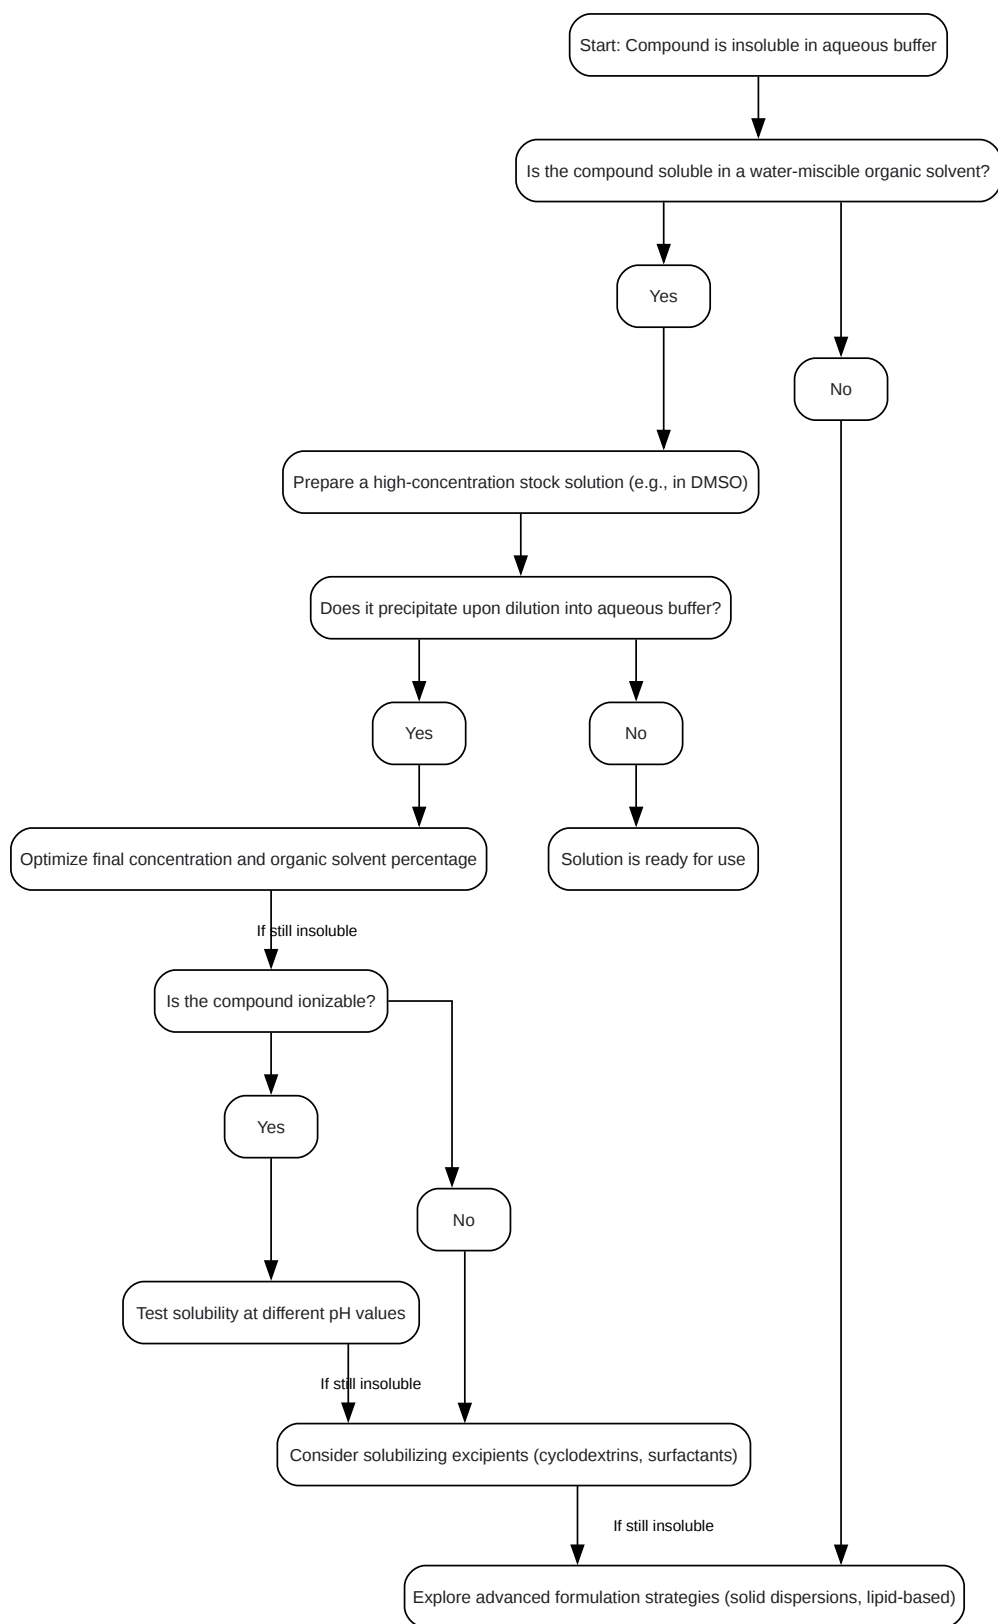 Start: Compound is insoluble in aqueous buffer
Is the compound soluble in a water-miscible organic solvent?
Yes
No
Prepare a high-concentration stock solution (e.g., in DMSO)
Does it precipitate upon dilution into aqueous buffer?
Yes
No
Optimize final concentration and organic solvent percentage
Solution is ready for use
If still insoluble
Is the compound ionizable?
Yes
No
Test solubility at different pH values
If still insoluble
Consider solubilizing excipients (cyclodextrins, surfactants)
If still insoluble
Explore advanced formulation strategies (solid dispersions, lipid-based)